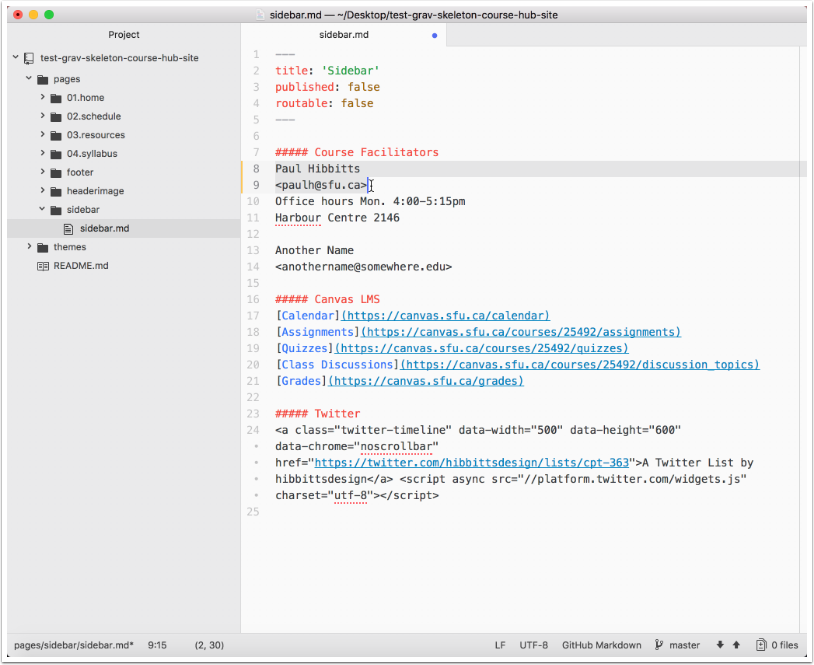 sidebar.md — ~/Desktop/test-grav-skeleton-course-hub-site
Project
test-grav-skeleton-course-hub-site
pages
01.home
02.schedule
03.resources
04.syllabus
footer
headerimage
sidebar
sidebar.md
themes
README.md
sidebar.md
1 ---
2 title: 'Sidebar'
3 published: false
4 routable: false
5 ---
6
7 ##### Course Facilitators
8 Paul Hibbitts
9 <paulh@sfu.ca>
10 Office hours Mon. 4:00-5:15pm
11 Harbour Centre 2146
12
13 Another Name
14 <anothername@somewhere.edu>
15
16 ##### Canvas LMS
17 [Calendar](https://canvas.sfu.ca/calendar)
18 [Assignments](https://canvas.sfu.ca/courses/25492/assignments)
19 [Quizzes](https://canvas.sfu.ca/courses/25492/quizzes)
20 [Class Discussions](https://canvas.sfu.ca/courses/25492/discussion_topics)
21 [Grades](https://canvas.sfu.ca/grades)
22
23 ##### Twitter
24 <a class="twitter-timeline" data-width="500" data-height="600"
• data-chrome="noscrollbar"
• href="https://twitter.com/hibbittsdesign/lists/cpt-363">A Twitter List by
• hibbittsdesign</a> <script async src="//platform.twitter.com/widgets.js"
• charset="utf-8"></script>
25
pages/sidebar/sidebar.md* 9:15 (2, 30) LF UTF-8 GitHub Markdown master 0 files